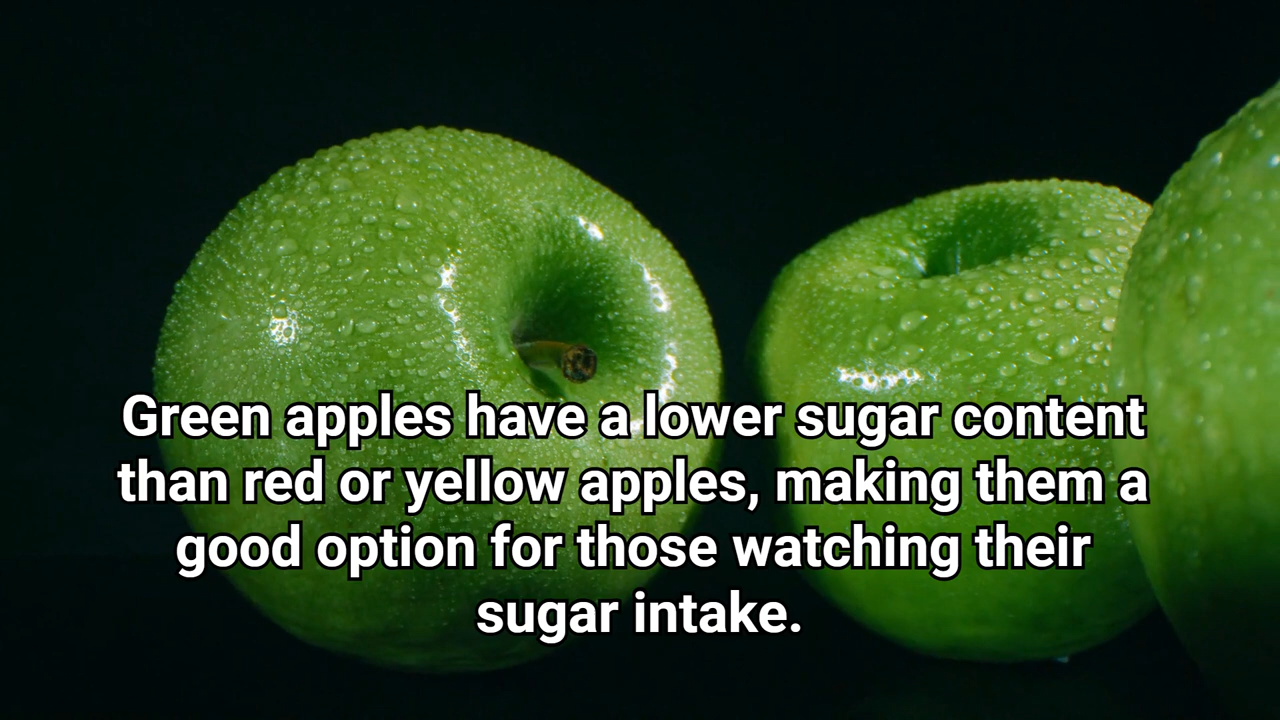 Green apples have a lower sugar content
than red or yellow apples, making them a
good option for those watching their
sugar intake.